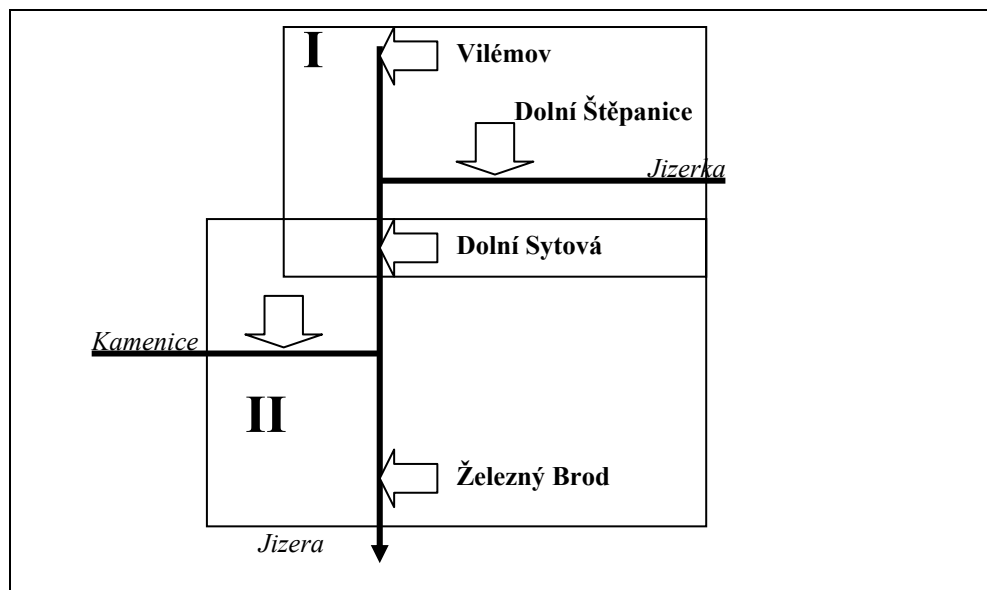 I
Vilémov
Dolní Štěpanice
Jizerka
Dolní Sytová
Kamenice
II
Železný Brod
Jizera